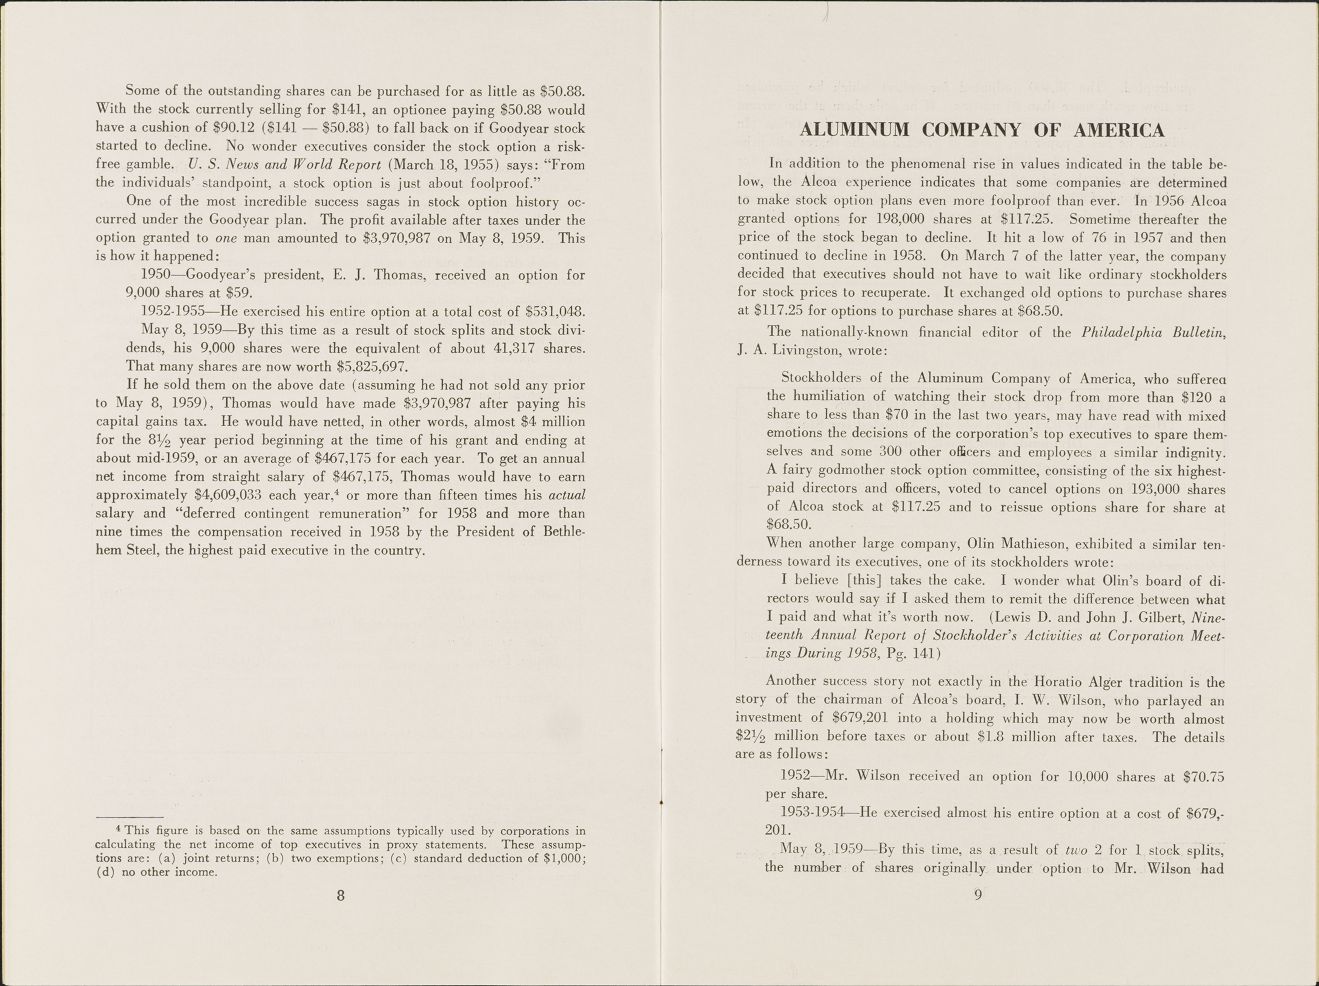 Some of the outstanding shares can be purchased for as little as $50.88.
With the stock currently selling for $141, an optionee paying $50.88 would
have a cushion of $90.12 ($141 — $50.88) to fall back on if Goodyear stock
started to decline. No wonder executives consider the stock option a risk-
free gamble. U. S. News and World Report (March 18, 1955) says: “From
the individuals’ standpoint, a stock option is just about foolproof.”
One of the most incredible success sagas in stock option history oc-
curred under the Goodyear plan. The profit available after taxes under the
option granted to one man amounted to $3,970,987 on May 8, 1959. This
is how it happened:
1950—Goodyear’s president, E. J. Thomas, received an option for
9,000 shares at $59.
1952-1955—He exercised his entire option at a total cost of $531,048.
May 8, 1959—By this time as a result of stock splits and stock divi-
dends, his 9,000 shares were the equivalent of about 41,317 shares.
That many shares are now worth $5,825,697.
If he sold them on the above date (assuming he had not sold any prior
to May 8, 1959), Thomas would have made $3,970,987 after paying his
capital gains tax. He would have netted, in other words, almost $4 million
for the 8½ year period beginning at the time of his grant and ending at
about mid-1959, or an average of $467,175 for each year. To get an annual
net income from straight salary of $467,175, Thomas would have to earn
approximately $4,609,033 each year,⁴ or more than fifteen times his actual
salary and “deferred contingent remuneration” for 1958 and more than
nine times the compensation received in 1958 by the President of Bethle-
hem Steel, the highest paid executive in the country.
⁴ This figure is based on the same assumptions typically used by corporations in
calculating the net income of top executives in proxy statements. These assump-
tions are: (a) joint returns; (b) two exemptions; (c) standard deduction of $1,000;
(d) no other income.
8
ALUMINUM COMPANY OF AMERICA
In addition to the phenomenal rise in values indicated in the table be-
low, the Alcoa experience indicates that some companies are determined
to make stock option plans even more foolproof than ever. In 1956 Alcoa
granted options for 198,000 shares at $117.25. Sometime thereafter the
price of the stock began to decline. It hit a low of 76 in 1957 and then
continued to decline in 1958. On March 7 of the latter year, the company
decided that executives should not have to wait like ordinary stockholders
for stock prices to recuperate. It exchanged old options to purchase shares
at $117.25 for options to purchase shares at $68.50.
The nationally-known financial editor of the Philadelphia Bulletin,
J. A. Livingston, wrote:
Stockholders of the Aluminum Company of America, who suffered
the humiliation of watching their stock drop from more than $120 a
share to less than $70 in the last two years, may have read with mixed
emotions the decisions of the corporation’s top executives to spare them-
selves and some 300 other officers and employees a similar indignity.
A fairy godmother stock option committee, consisting of the six highest-
paid directors and officers, voted to cancel options on 193,000 shares
of Alcoa stock at $117.25 and to reissue options share for share at
$68.50.
When another large company, Olin Mathieson, exhibited a similar ten-
derness toward its executives, one of its stockholders wrote:
I believe [this] takes the cake. I wonder what Olin’s board of di-
rectors would say if I asked them to remit the difference between what
I paid and what it’s worth now. (Lewis D. and John J. Gilbert, Nine-
teenth Annual Report of Stockholder’s Activities at Corporation Meet-
ings During 1958, Pg. 141)
Another success story not exactly in the Horatio Alger tradition is the
story of the chairman of Alcoa’s board, I. W. Wilson, who parlayed an
investment of $679,201 into a holding which may now be worth almost
$2½ million before taxes or about $1.8 million after taxes. The details
are as follows:
1952—Mr. Wilson received an option for 10,000 shares at $70.75
per share.
1953-1954—He exercised almost his entire option at a cost of $679,-
201.
May 8, 1959—By this time, as a result of two 2 for 1 stock splits,
the number of shares originally under option to Mr. Wilson had
9